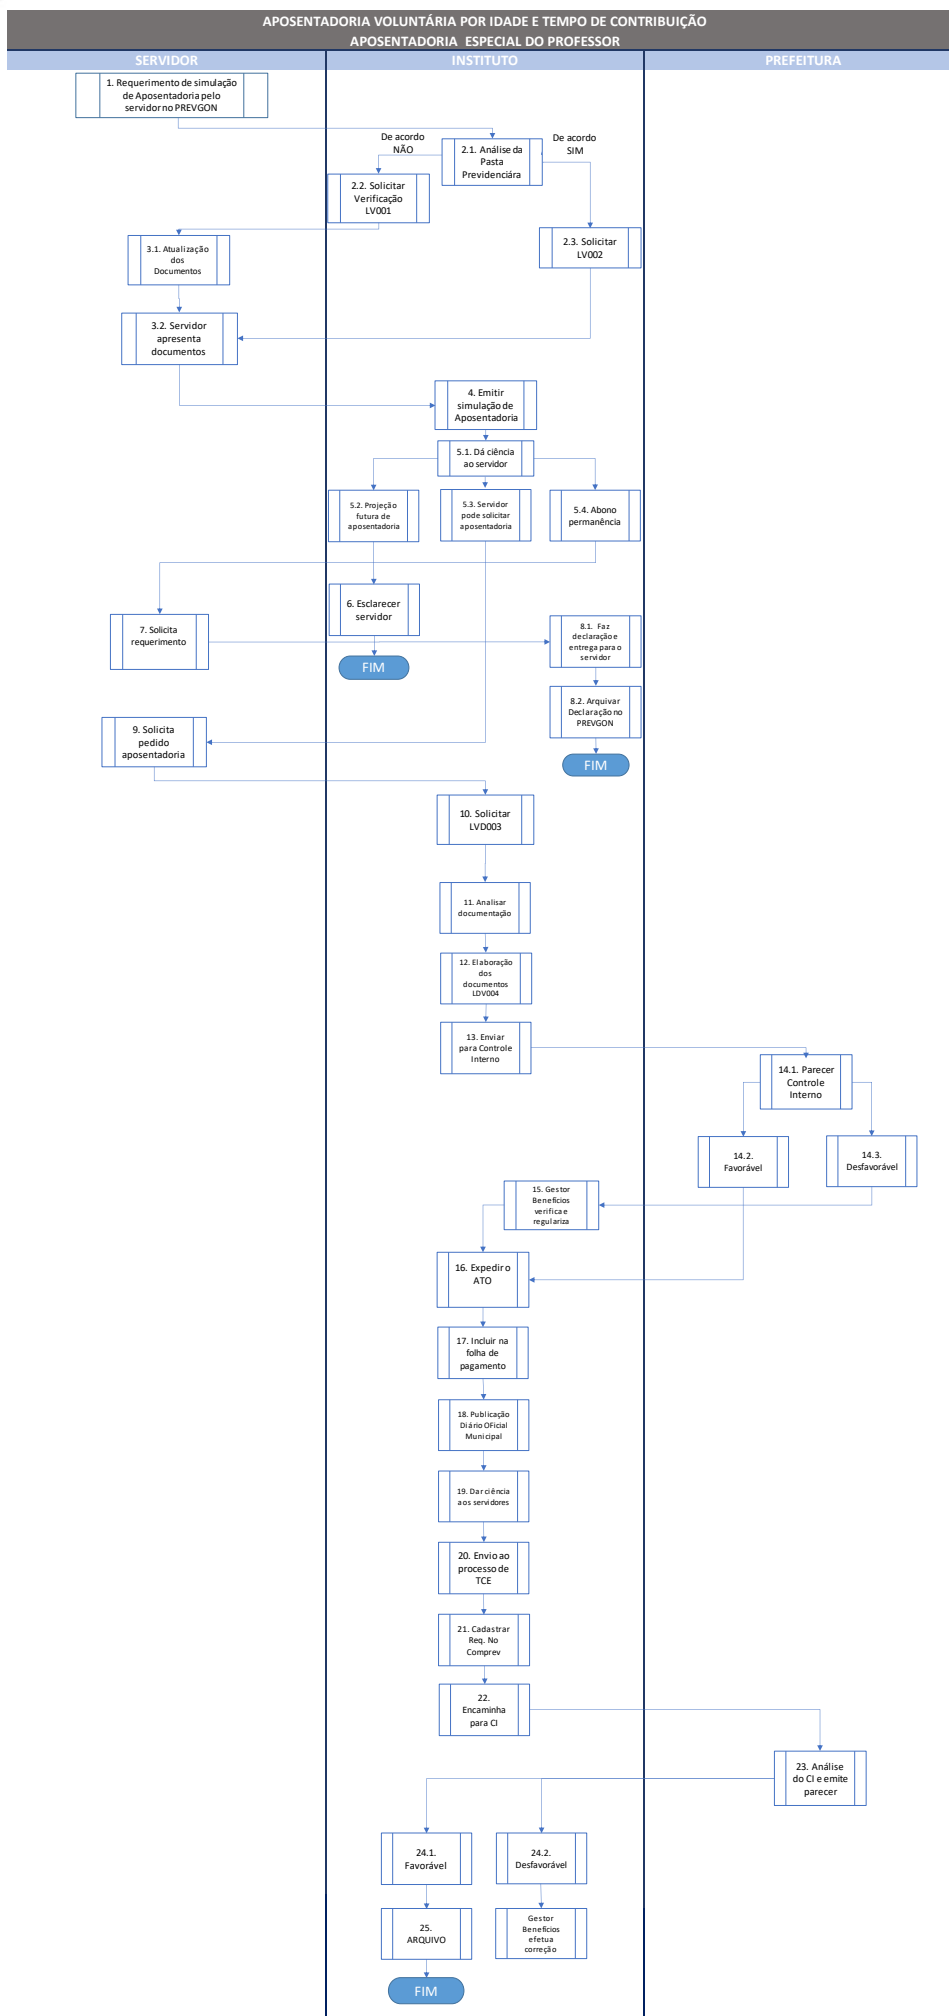 APOSENTADORIA VOLUNTÁRIA POR IDADE E TEMPO DE CONTRIBUIÇÃO
APOSENTADORIA ESPECIAL DO PROFESSOR
SERVIDOR
INSTITUTO
PREFEITURA
1. Requerimento de simulação
de Aposentadoria pelo
servidor no PREVGON
De acordo
NÃO
2.1. Análise da
Pasta
Previdenciára
De acordo
SIM
2.2. Solicitar
Verificação
LV001
2.3. Solicitar
LV002
3.1. Atualização
dos
Documentos
3.2. Servidor
apresenta
documentos
4. Emitir
simulação de
Aposentadoria
5.1. Dá ciência
ao servidor
5.2. Projeção
futura de
aposentadoria
5.3. Servidor
pode solicitar
aposentadoria
5.4. Abono
permanência
6. Esclarecer
servidor
FIM
7. Solicita
requerimento
8.1. Faz
declaração e
entrega para o
servidor
8.2. Arquivar
Declaração no
PREVGON
FIM
9. Solicita
pedido
aposentadoria
10. Solicitar
LVD003
11. Analisar
documentação
12. Elaboração
dos
documentos
LDV004
13. Enviar
para Controle
Interno
14.1. Parecer
Controle
Interno
14.2.
Favorável
14.3.
Desfavorável
15. Gestor
Benefícios
verifica e
regulariza
16. Expedir o
ATO
17. Incluir na
folha de
pagamento
18. Publicação
Diário OFicial
Municipal
19. Dar ciência
aos servidores
20. Envio ao
processo de
TCE
21. Cadastrar
Req. No
Comprev
22.
Encaminha
para CI
23. Análise
do CI e emite
parecer
24.1.
Favorável
24.2.
Desfavorável
25.
ARQUIVO
Gestor
Benefícios
efetua
correção
FIM